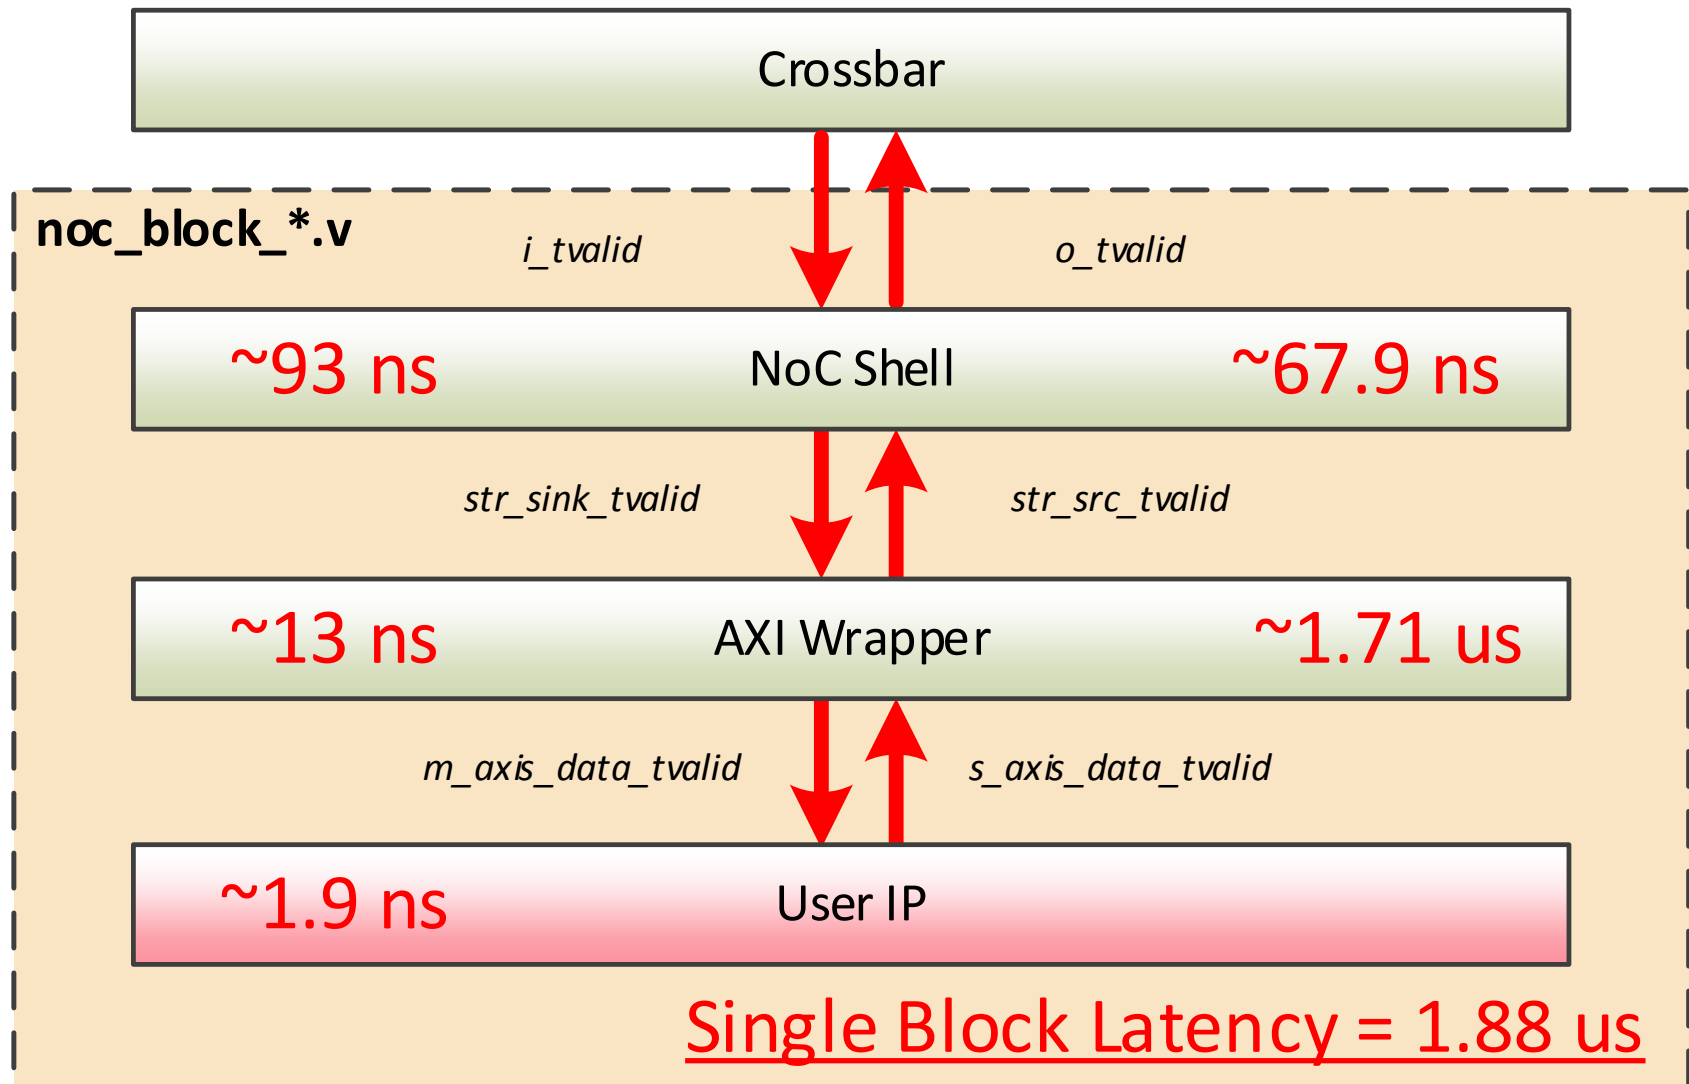 Crossbar
noc_block_*.v
i_tvalid
o_tvalid
~93 ns
NoC Shell
~67.9 ns
str_sink_tvalid
str_src_tvalid
~13 ns
AXI Wrapper
~1.71 us
m_axis_data_tvalid
s_axis_data_tvalid
~1.9 ns
User IP
Single Block Latency = 1.88 us